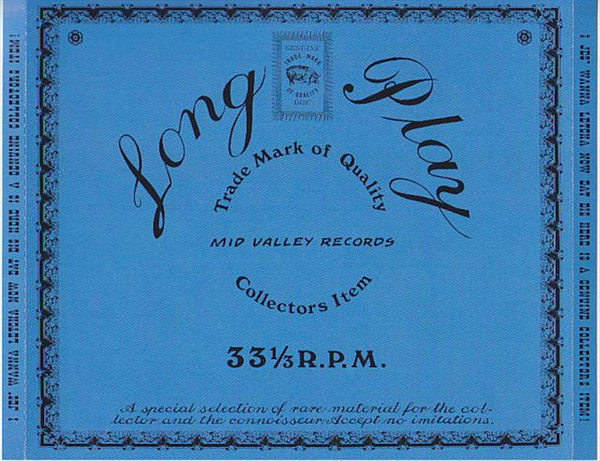 I JES' WANNA LETCHA NOW DAT DIS HERE IS A GENUINE COLLECTORS ITEM!
Long Play
GENUINE
TRADE MARK
OF QUALITY
DISC
Trade Mark of Quality
MID VALLEY RECORDS
Collectors Item
33⅓ R.P.M.
A special selection of rare material for the col-
lector and the connoisseur. Accept no imitations.
I JES' WANNA LETCHA NOW DAT DIS HERE IS A GENUINE COLLECTORS ITEM!